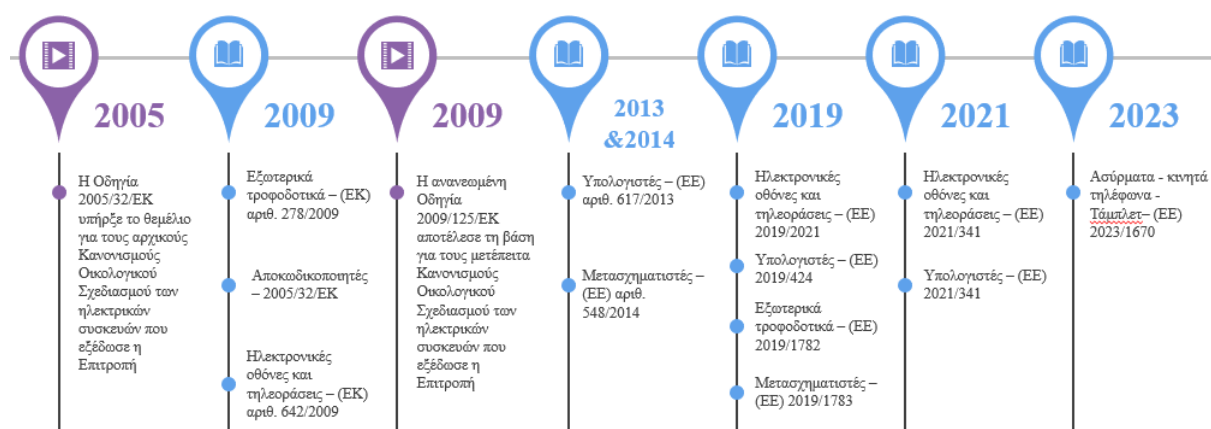 2005
Η Οδηγία
2005/32/ΕΚ
υπήρξε το θεμέλιο
για τους αρχικούς
Κανονισμούς
Οικολογικού
Σχεδιασμού των
ηλεκτρικών
συσκευών που
εξέδωσε η
Επιτροπή
2009
Εξωτερικά
τροφοδοτικά – (ΕΚ)
αριθ. 278/2009
Αποκωδικοποιητές
– 2005/32/ΕΚ
Ηλεκτρονικές
οθόνες και
τηλεοράσεις – (ΕΚ)
αριθ. 642/2009
2009
Η ανανεωμένη
Οδηγία
2009/125/ΕΚ
αποτέλεσε τη βάση
για τους μετέπειτα
Κανονισμούς
Οικολογικού
Σχεδιασμού των
ηλεκτρικών
συσκευών που
εξέδωσε η
Επιτροπή
2013
&2014
Υπολογιστές – (ΕΕ)
αριθ. 617/2013
Μετασχηματιστές –
(ΕΕ) αριθ.
548/2014
2019
Ηλεκτρονικές
οθόνες και
τηλεοράσεις – (ΕΕ)
2019/2021
Υπολογιστές – (ΕΕ)
2019/424
Εξωτερικά
τροφοδοτικά – (ΕΕ)
2019/1782
Μετασχηματιστές –
(ΕΕ) 2019/1783
2021
Ηλεκτρονικές
οθόνες και
τηλεοράσεις – (ΕΕ)
2021/341
Υπολογιστές – (ΕΕ)
2021/341
2023
Ασύρματα - κινητά
τηλέφωνα -
Τάμπλετ– (ΕΕ)
2023/1670